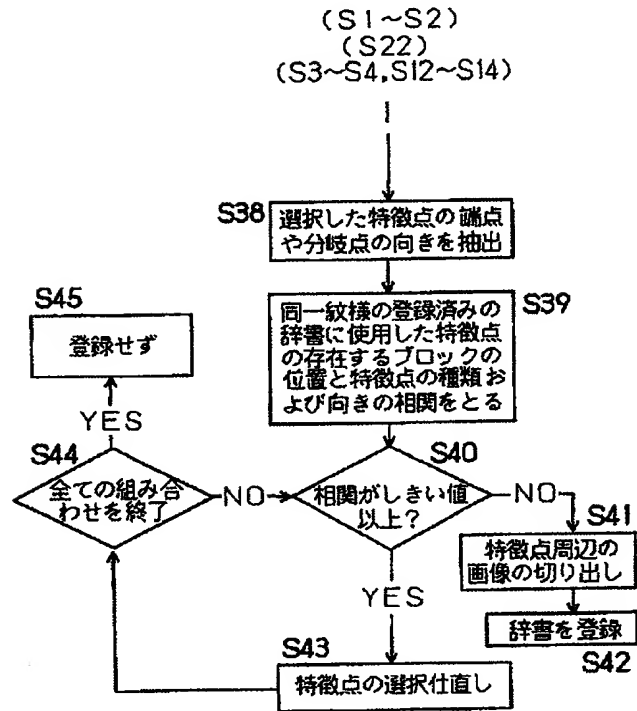 (S1～S2)
(S22)
(S3～S4,S12～S14)
S38
選択した特徴点の端点
や分岐点の向きを抽出
S39
同一紋様の登録済みの
辞書に使用した特徴点
の存在するブロックの
位置と特徴点の種類お
よび向きの相関をとる
S45
登録せず
YES
S44
全ての組み合
わせを終了
NO
S40
相関がしきい値
以上?
NO
S41
特徴点周辺の
画像の切り出し
YES
辞書を登録
S42
S43
特徴点の選択仕直し